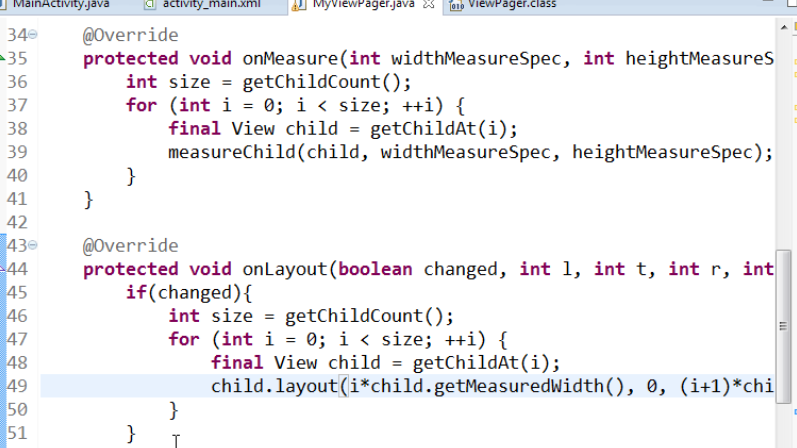 MainActivity.java activity_main.xml MyViewPager.java ViewPager.class
34 @Override
35 protected void onMeasure(int widthMeasureSpec, int heightMeasureS
36 int size = getChildCount();
37 for (int i = 0; i < size; ++i) {
38 final View child = getChildAt(i);
39 measureChild(child, widthMeasureSpec, heightMeasureSpec);
40 }
41 }
42
43 @Override
44 protected void onLayout(boolean changed, int l, int t, int r, int
45 if(changed){
46 int size = getChildCount();
47 for (int i = 0; i < size; ++i) {
48 final View child = getChildAt(i);
49 child.layout(i*child.getMeasuredWidth(), 0, (i+1)*chi
50 }
51 }